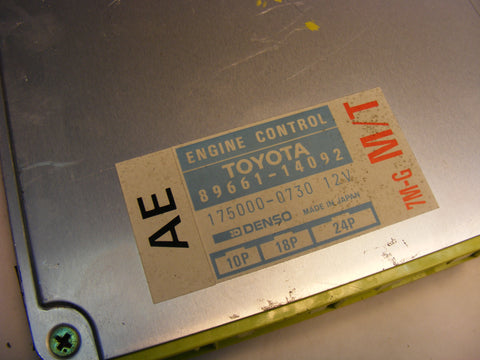 AE
ENGINE CONTROL
TOYOTA
89661-14092
175000-0730 12V
DENSO MADE IN JAPAN
10P 18P 24P
7M-G M/T